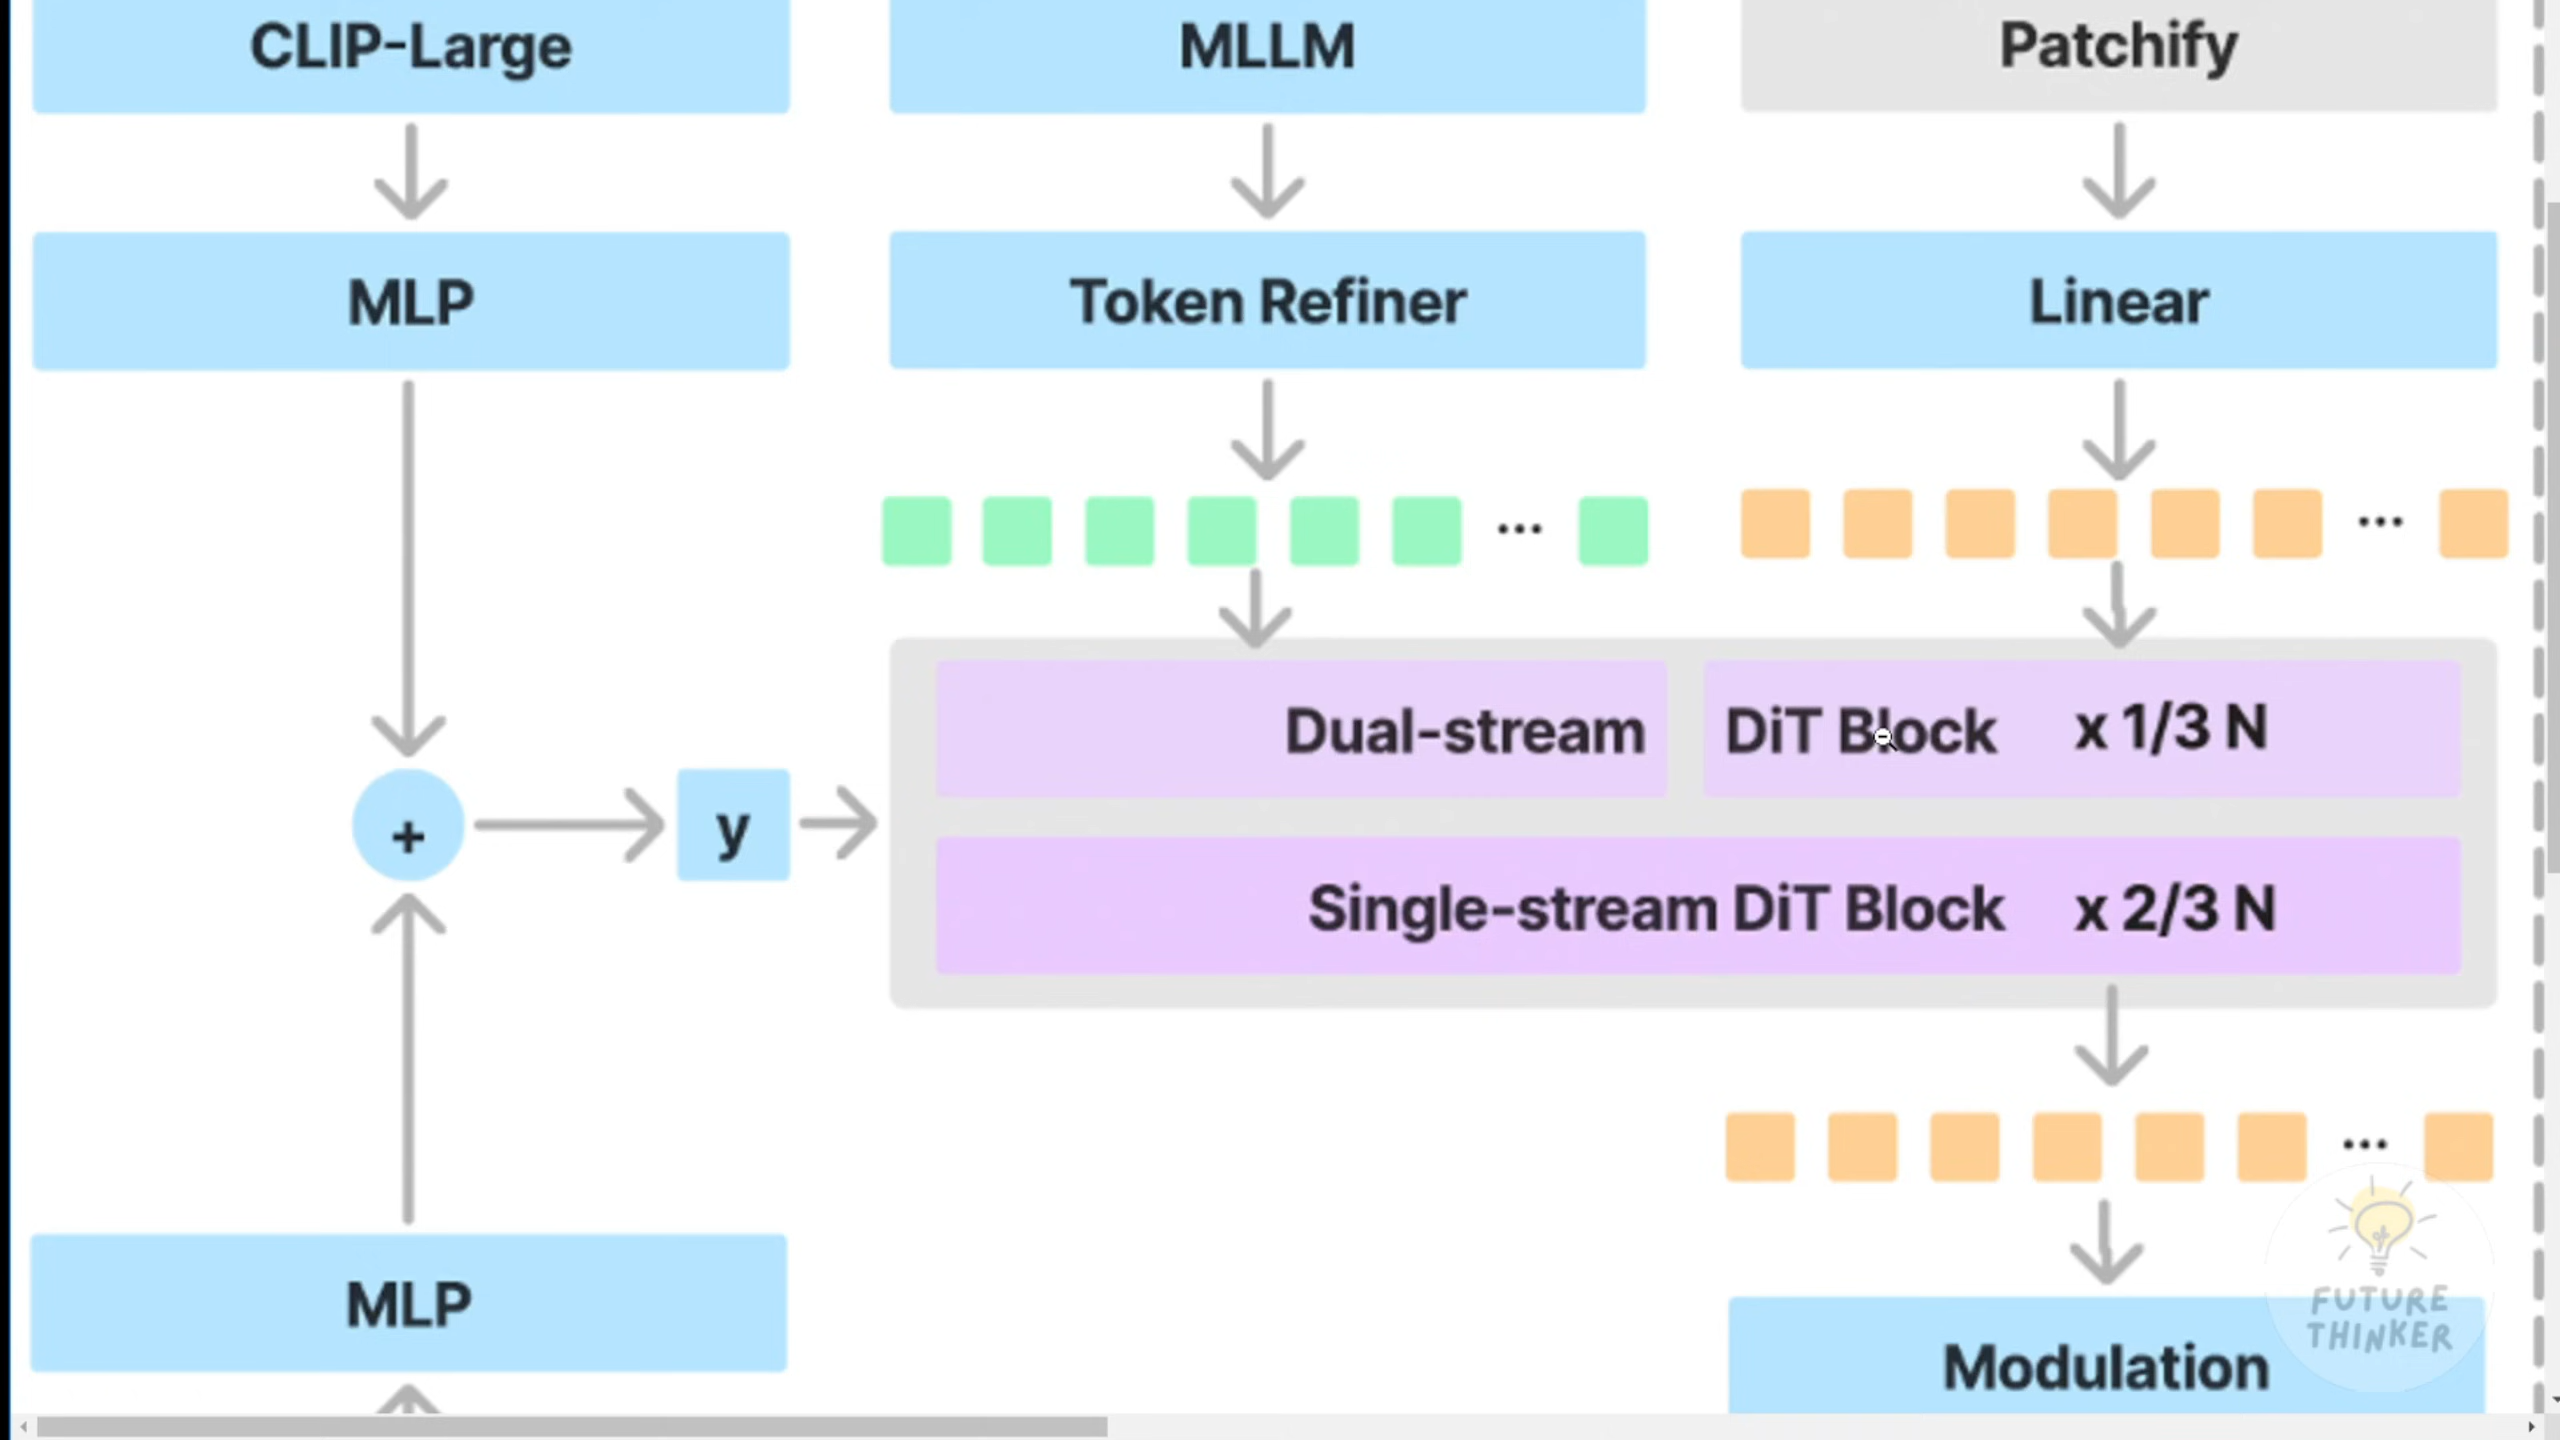 CLIP-Large
MLLM
Patchify
MLP
Token Refiner
Linear
...
...
Dual-stream DiT Block x 1/3 N
+
y
Single-stream DiT Block x 2/3 N
...
MLP
Modulation
FUTURE
THINKER